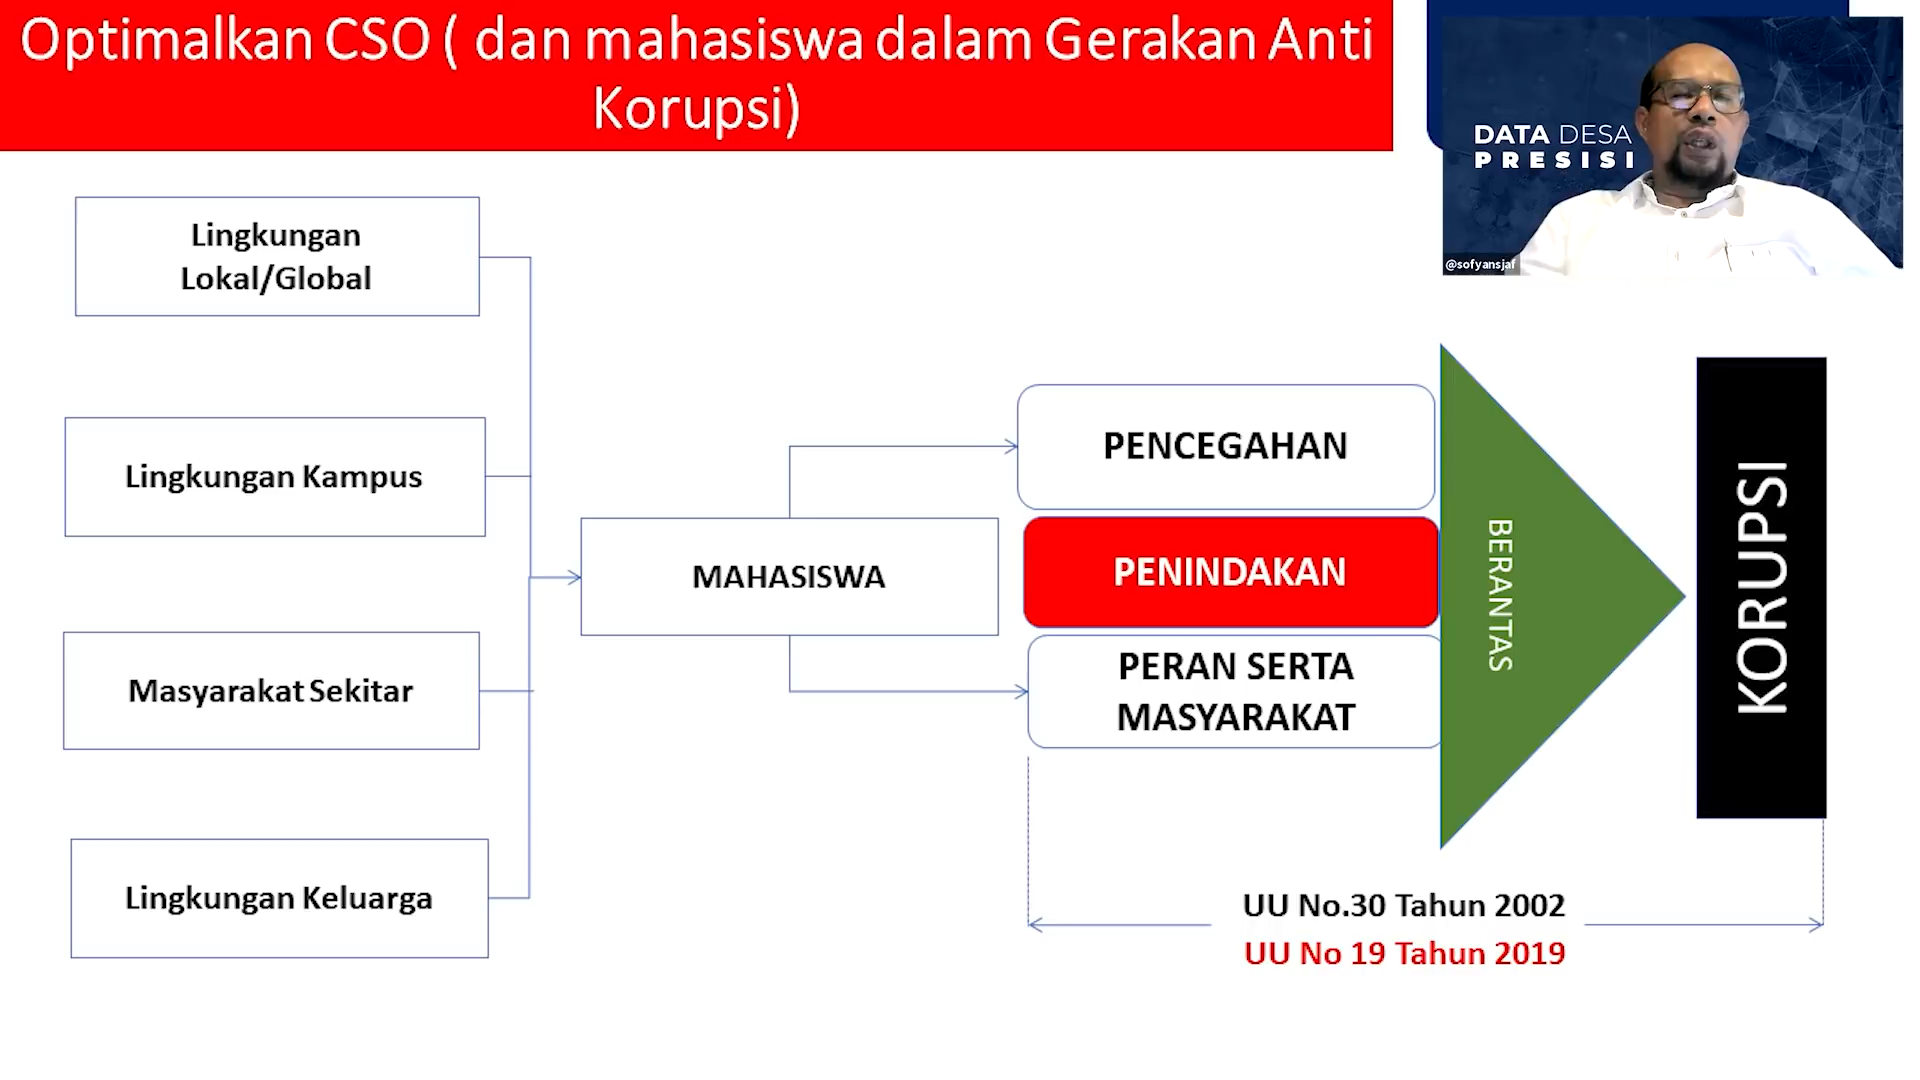 Optimalkan CSO ( dan mahasiswa dalam Gerakan Anti
Korupsi)
DATA DESA
PRESISI
@sofyansjaf
Lingkungan
Lokal/Global
Lingkungan Kampus
Masyarakat Sekitar
Lingkungan Keluarga
MAHASISWA
PENCEGAHAN
PENINDAKAN
PERAN SERTA
MASYARAKAT
BERANTAS
KORUPSI
UU No.30 Tahun 2002
UU No 19 Tahun 2019